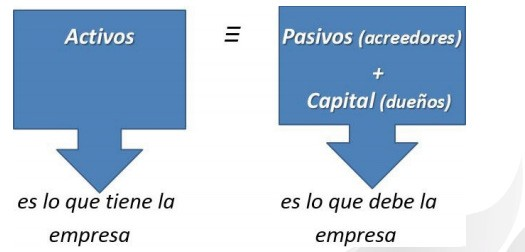 Activos
Ξ
Pasivos (acreedores)
+
Capital (dueños)
es lo que tiene la
empresa
es lo que debe la
empresa